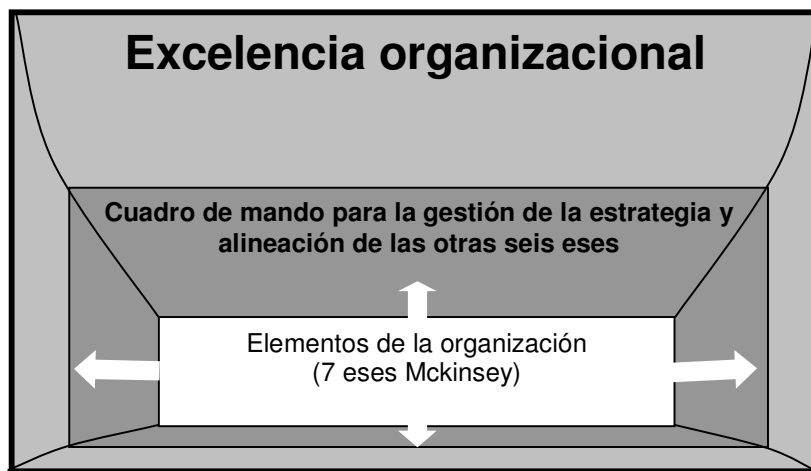 Excelencia organizacional
Cuadro de mando para la gestión de la estrategia y
alineación de las otras seis eses
Elementos de la organización
(7 eses Mckinsey)